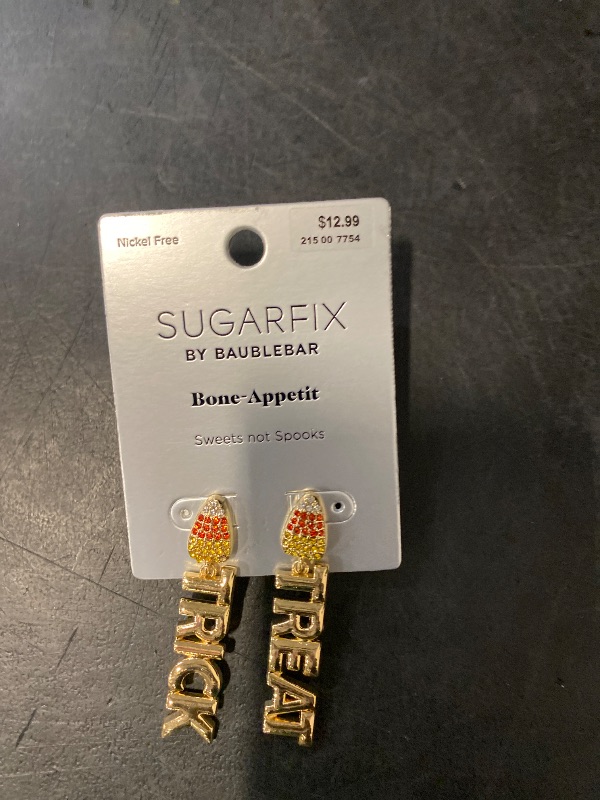 Nickel Free
$12.99
215 00 7754
SUGARFIX
BY BAUBLEBAR
Bone-Appetit
Sweets not Spooks
TRICK
TREAT